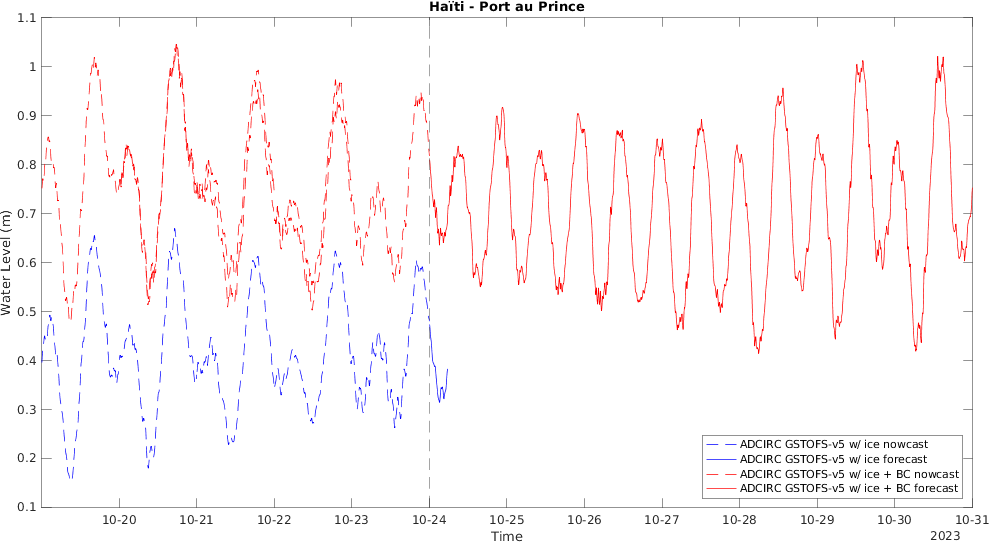 Haïti - Port au Prince
1.1
1
0.9
0.8
0.7
0.6
0.5
0.4
0.3
0.2
0.1
Water Level (m)
ADCIRC GSTOFS-v5 w/ ice nowcast
ADCIRC GSTOFS-v5 w/ ice forecast
ADCIRC GSTOFS-v5 w/ ice + BC nowcast
ADCIRC GSTOFS-v5 w/ ice + BC forecast
10-20 10-21 10-22 10-23 10-24 10-25 10-26 10-27 10-28 10-29 10-30 10-31
Time
2023